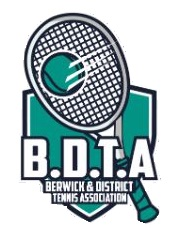 B.D.T.A
BERWICK & DISTRICT
TENNIS ASSOCIATION